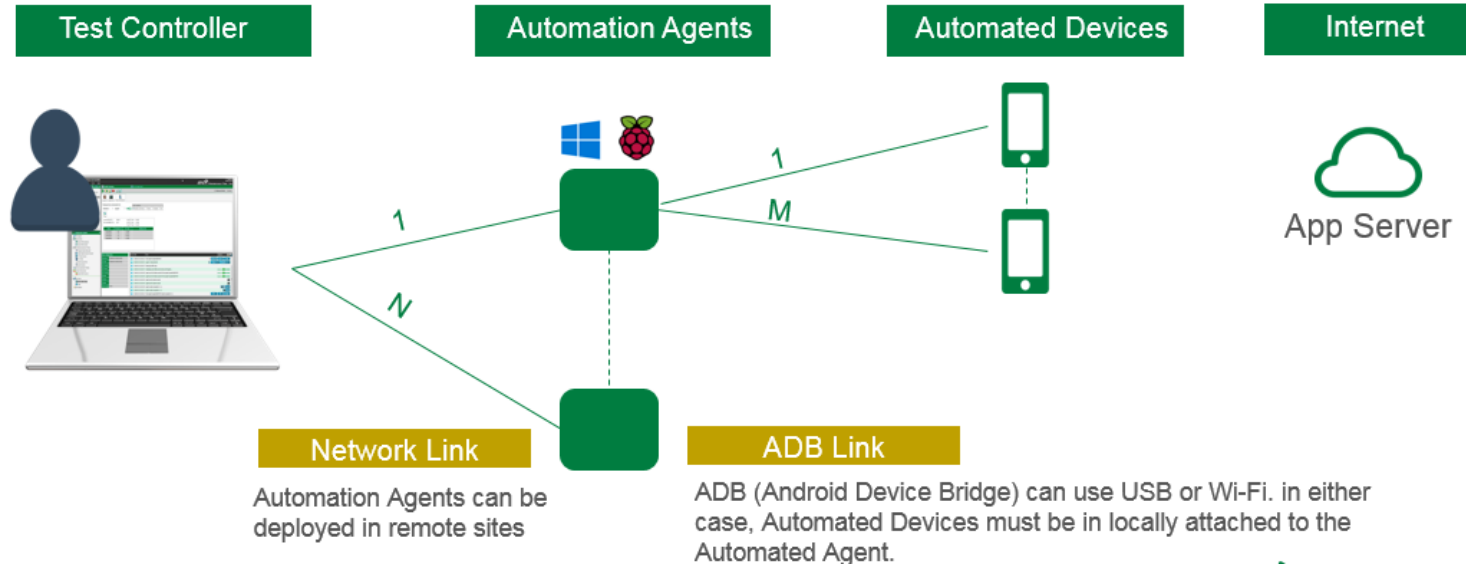 Test Controller
Automation Agents
Automated Devices
Internet
1
N
1
M
App Server
Network Link
Automation Agents can be
deployed in remote sites
ADB Link
ADB (Android Device Bridge) can use USB or Wi-Fi. in either
case, Automated Devices must be in locally attached to the
Automated Agent.